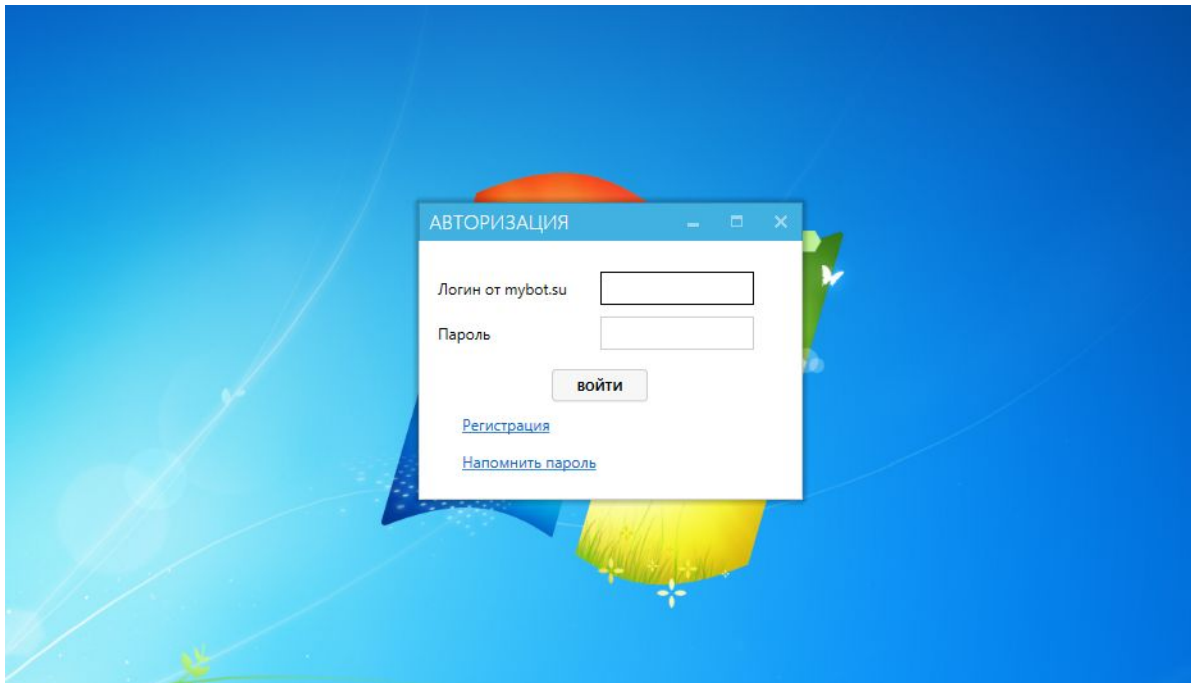 АВТОРИЗАЦИЯ
Логин от mybot.su
Пароль
войти
Регистрация
Напомнить пароль